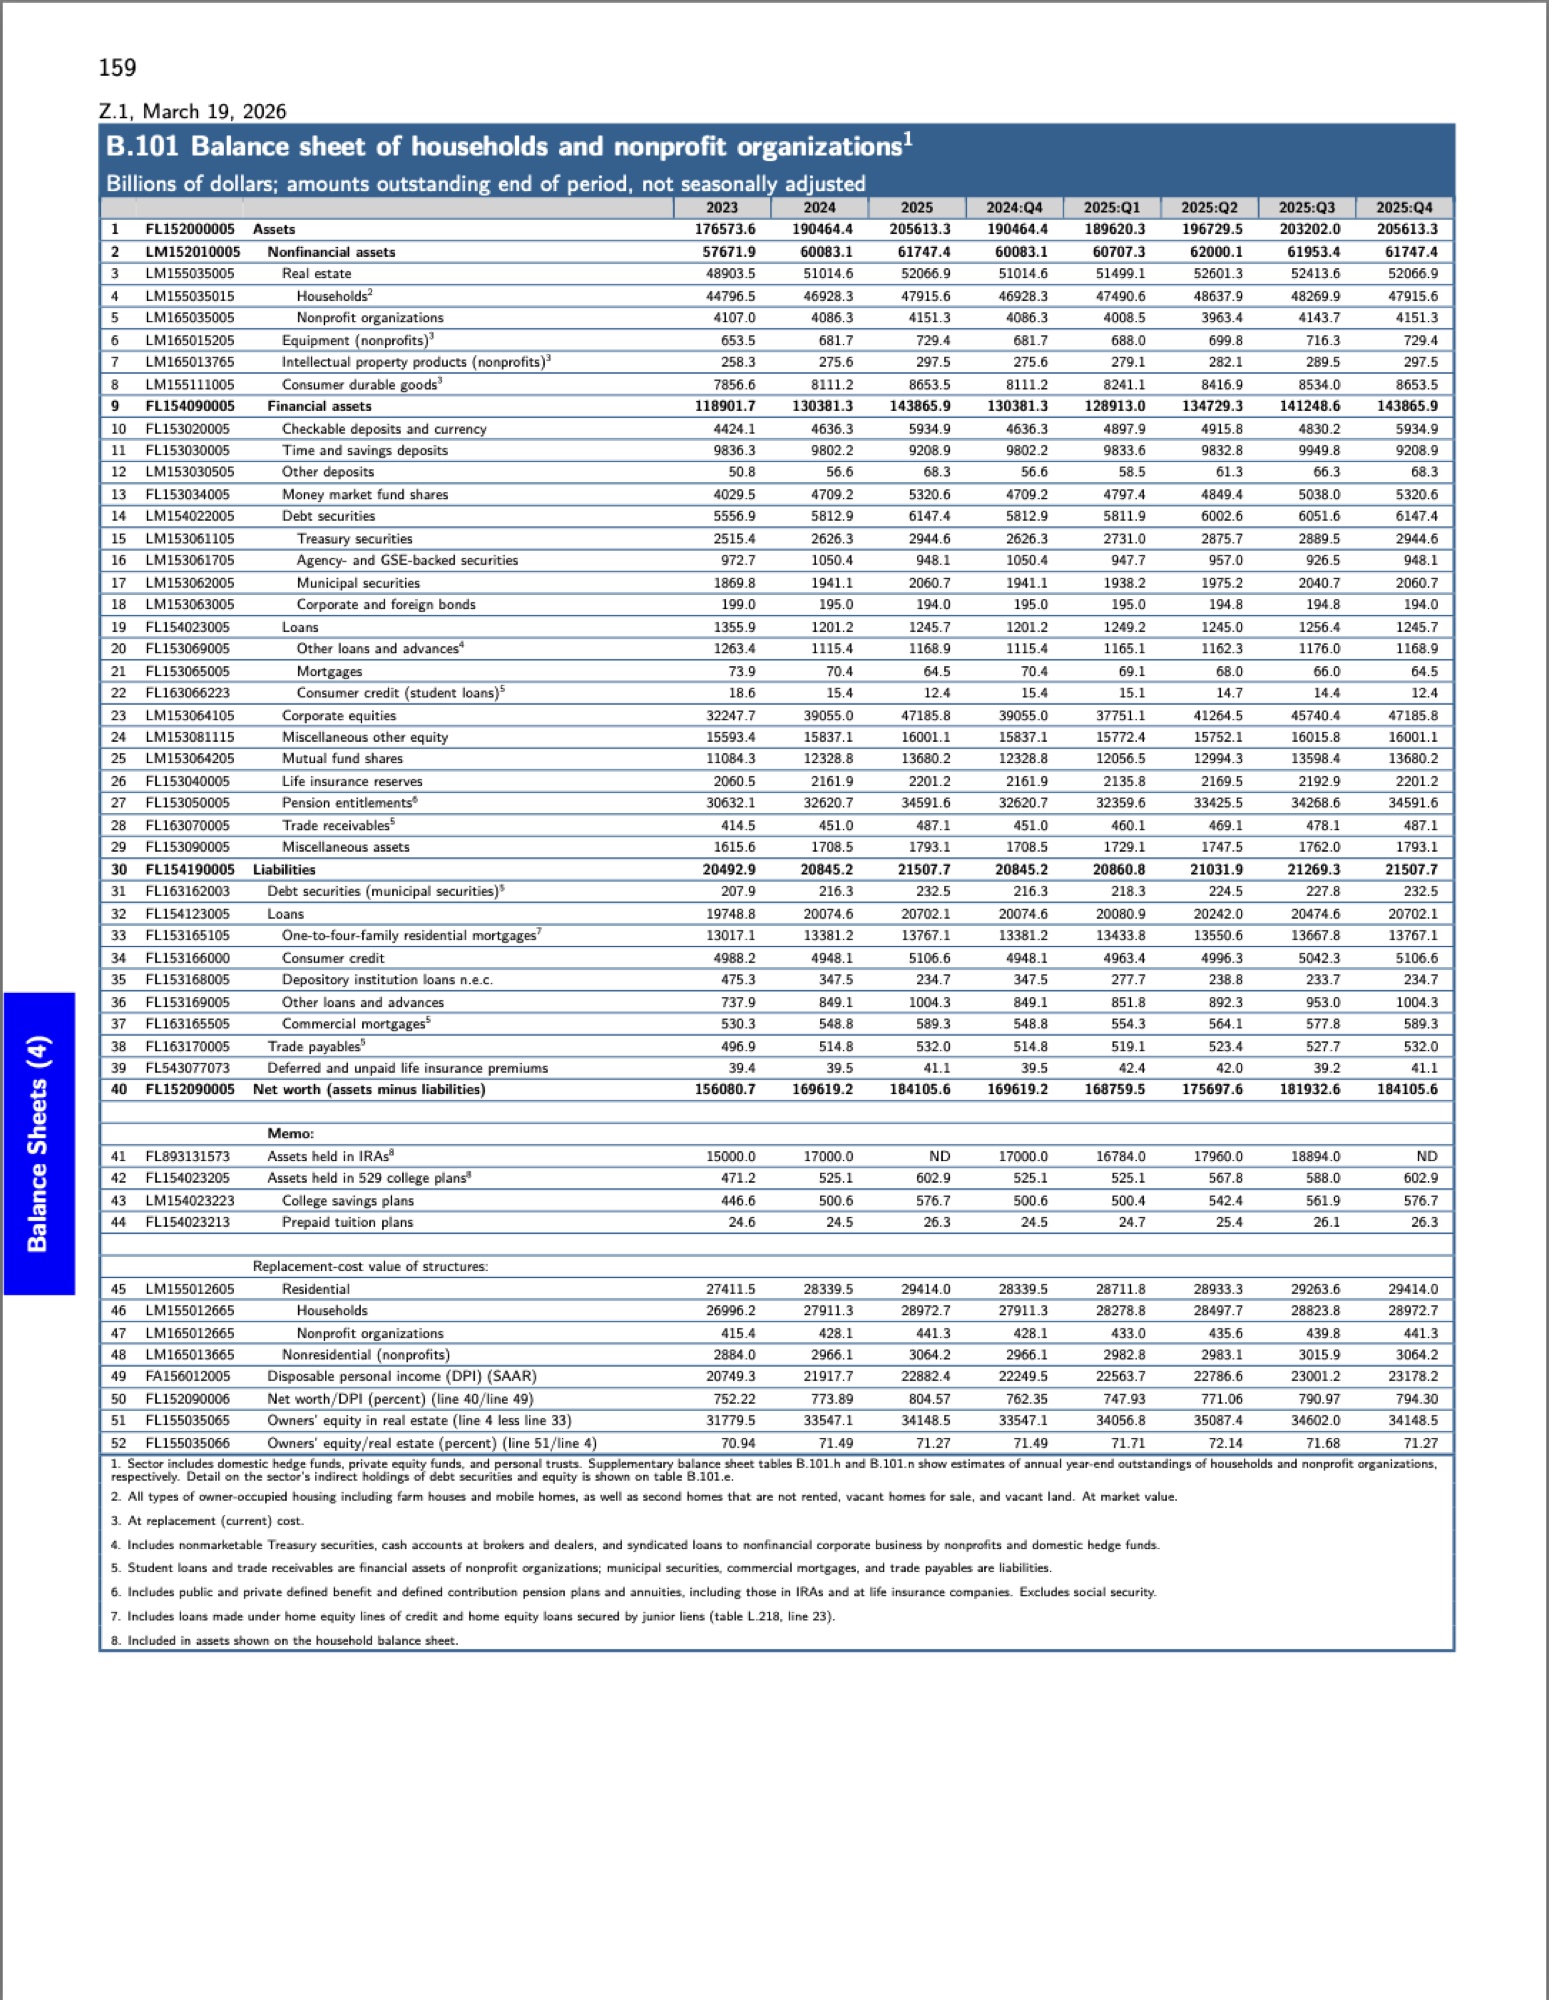 159
Z.1, March 19, 2026
B.101 Balance sheet of households and nonprofit organizations1
Billions of dollars; amounts outstanding end of period, not seasonally adjusted
2023 2024 2025 2024:Q4 2025:Q1 2025:Q2 2025:Q3 2025:Q4
1 FL152000005 Assets 176573.6 190464.4 205613.3 190464.4 189620.3 196729.5 203202.0 205613.3
2 LM152010005 Nonfinancial assets 57671.9 60083.1 61747.4 60083.1 60707.3 62000.1 61953.4 61747.4
3 LM155035005 Real estate 48903.5 51014.6 52066.9 51014.6 51499.1 52601.3 52413.6 52066.9
4 LM155035015 Households2 44796.5 46928.3 47915.6 46928.3 47490.6 48637.9 48269.9 47915.6
5 LM165035005 Nonprofit organizations 4107.0 4086.3 4151.3 4086.3 4008.5 3963.4 4143.7 4151.3
6 LM165015205 Equipment (nonprofits)3 653.5 681.7 729.4 681.7 688.0 699.8 716.3 729.4
7 LM165013765 Intellectual property products (nonprofits)3 258.3 275.6 297.5 275.6 279.1 282.1 289.5 297.5
8 LM155111005 Consumer durable goods3 7856.6 8111.2 8653.5 8111.2 8241.1 8416.9 8534.0 8653.5
9 FL154090005 Financial assets 118901.7 130381.3 143865.9 130381.3 128913.0 134729.3 141248.6 143865.9
10 FL153020005 Checkable deposits and currency 4424.1 4636.3 5934.9 4636.3 4897.9 4915.8 4830.2 5934.9
11 FL153030005 Time and savings deposits 9836.3 9802.2 9208.9 9802.2 9833.6 9832.8 9949.8 9208.9
12 LM153030505 Other deposits 50.8 56.6 68.3 56.6 58.5 61.3 66.3 68.3
13 FL153034005 Money market fund shares 4029.5 4709.2 5320.6 4709.2 4797.4 4849.4 5038.0 5320.6
14 LM154022005 Debt securities 5556.9 5812.9 6147.4 5812.9 5811.9 6002.6 6051.6 6147.4
15 LM153061105 Treasury securities 2515.4 2626.3 2944.6 2626.3 2731.0 2875.7 2889.5 2944.6
16 LM153061705 Agency- and GSE-backed securities 972.7 1050.4 948.1 1050.4 947.7 957.0 926.5 948.1
17 LM153062005 Municipal securities 1869.8 1941.1 2060.7 1941.1 1938.2 1975.2 2040.7 2060.7
18 LM153063005 Corporate and foreign bonds 199.0 195.0 194.0 195.0 195.0 194.8 194.8 194.0
19 FL154023005 Loans 1355.9 1201.2 1245.7 1201.2 1249.2 1245.0 1256.4 1245.7
20 FL153069005 Other loans and advances4 1263.4 1115.4 1168.9 1115.4 1165.1 1162.3 1176.0 1168.9
21 FL153065005 Mortgages 73.9 70.4 64.5 70.4 69.1 68.0 66.0 64.5
22 FL163066223 Consumer credit (student loans)5 18.6 15.4 12.4 15.4 15.1 14.7 14.4 12.4
23 LM153064105 Corporate equities 32247.7 39055.0 47185.8 39055.0 37751.1 41264.5 45740.4 47185.8
24 LM153081115 Miscellaneous other equity 15593.4 15837.1 16001.1 15837.1 15772.4 15752.1 16015.8 16001.1
25 LM153064205 Mutual fund shares 11084.3 12328.8 13680.2 12328.8 12056.5 12994.3 13598.4 13680.2
26 FL153040005 Life insurance reserves 2060.5 2161.9 2201.2 2161.9 2135.8 2169.5 2192.9 2201.2
27 FL153050005 Pension entitlements6 30632.1 32620.7 34591.6 32620.7 32359.6 33425.5 34268.6 34591.6
28 FL163070005 Trade receivables5 414.5 451.0 487.1 451.0 460.1 469.1 478.1 487.1
29 FL153090005 Miscellaneous assets 1615.6 1708.5 1793.1 1708.5 1729.1 1747.5 1762.0 1793.1
30 FL154190005 Liabilities 20492.9 20845.2 21507.7 20845.2 20860.8 21031.9 21269.3 21507.7
31 FL163162003 Debt securities (municipal securities)5 207.9 216.3 232.5 216.3 218.3 224.5 227.8 232.5
32 FL154123005 Loans 19748.8 20074.6 20702.1 20074.6 20080.9 20242.0 20474.6 20702.1
33 FL153165105 One-to-four-family residential mortgages7 13017.1 13381.2 13767.1 13381.2 13433.8 13550.6 13667.8 13767.1
34 FL153166000 Consumer credit 4988.2 4948.1 5106.6 4948.1 4963.4 4996.3 5042.3 5106.6
35 FL153168005 Depository institution loans n.e.c. 475.3 347.5 234.7 347.5 277.7 238.8 233.7 234.7
36 FL153169005 Other loans and advances 737.9 849.1 1004.3 849.1 851.8 892.3 953.0 1004.3
37 FL163165505 Commercial mortgages5 530.3 548.8 589.3 548.8 554.3 564.1 577.8 589.3
38 FL163170005 Trade payables5 496.9 514.8 532.0 514.8 519.1 523.4 527.7 532.0
39 FL543077073 Deferred and unpaid life insurance premiums 39.4 39.5 41.1 39.5 42.4 42.0 39.2 41.1
40 FL152090005 Net worth (assets minus liabilities) 156080.7 169619.2 184105.6 169619.2 168759.5 175697.6 181932.6 184105.6
Memo:
41 FL893131573 Assets held in IRAs8 15000.0 17000.0 ND 17000.0 16784.0 17960.0 18894.0 ND
42 FL154023205 Assets held in 529 college plans8 471.2 525.1 602.9 525.1 525.1 567.8 588.0 602.9
43 LM154023223 College savings plans 446.6 500.6 576.7 500.6 500.4 542.4 561.9 576.7
44 FL154023213 Prepaid tuition plans 24.6 24.5 26.3 24.5 24.7 25.4 26.1 26.3
Replacement-cost value of structures:
45 LM155012605 Residential 27411.5 28339.5 29414.0 28339.5 28711.8 28933.3 29263.6 29414.0
46 LM155012665 Households 26996.2 27911.3 28972.7 27911.3 28278.8 28497.7 28823.8 28972.7
47 LM165012665 Nonprofit organizations 415.4 428.1 441.3 428.1 433.0 435.6 439.8 441.3
48 LM165013665 Nonresidential (nonprofits) 2884.0 2966.1 3064.2 2966.1 2982.8 2983.1 3015.9 3064.2
49 FA156012005 Disposable personal income (DPI) (SAAR) 20749.3 21917.7 22882.4 22249.5 22563.7 22786.6 23001.2 23178.2
50 FL152090006 Net worth/DPI (percent) (line 40/line 49) 752.22 773.89 804.57 762.35 747.93 771.06 790.97 794.30
51 FL155035065 Owners' equity in real estate (line 4 less line 33) 31779.5 33547.1 34148.5 33547.1 34056.8 35087.4 34602.0 34148.5
52 FL155035066 Owners' equity/real estate (percent) (line 51/line 4) 70.94 71.49 71.27 71.49 71.71 72.14 71.68 71.27
1. Sector includes domestic hedge funds, private equity funds, and personal trusts. Supplementary balance sheet tables B.101.h and B.101.n show estimates of annual year-end outstandings of households and nonprofit organizations,
respectively. Detail on the sector's indirect holdings of debt securities and equity is shown on table B.101.e.
2. All types of owner-occupied housing including farm houses and mobile homes, as well as second homes that are not rented, vacant homes for sale, and vacant land. At market value.
3. At replacement (current) cost.
4. Includes nonmarketable Treasury securities, cash accounts at brokers and dealers, and syndicated loans to nonfinancial corporate business by nonprofits and domestic hedge funds.
5. Student loans and trade receivables are financial assets of nonprofit organizations; municipal securities, commercial mortgages, and trade payables are liabilities.
6. Includes public and private defined benefit and defined contribution pension plans and annuities, including those in IRAs and at life insurance companies. Excludes social security.
7. Includes loans made under home equity lines of credit and home equity loans secured by junior liens (table L.218, line 23).
8. Included in assets shown on the household balance sheet.
Balance Sheets (4)